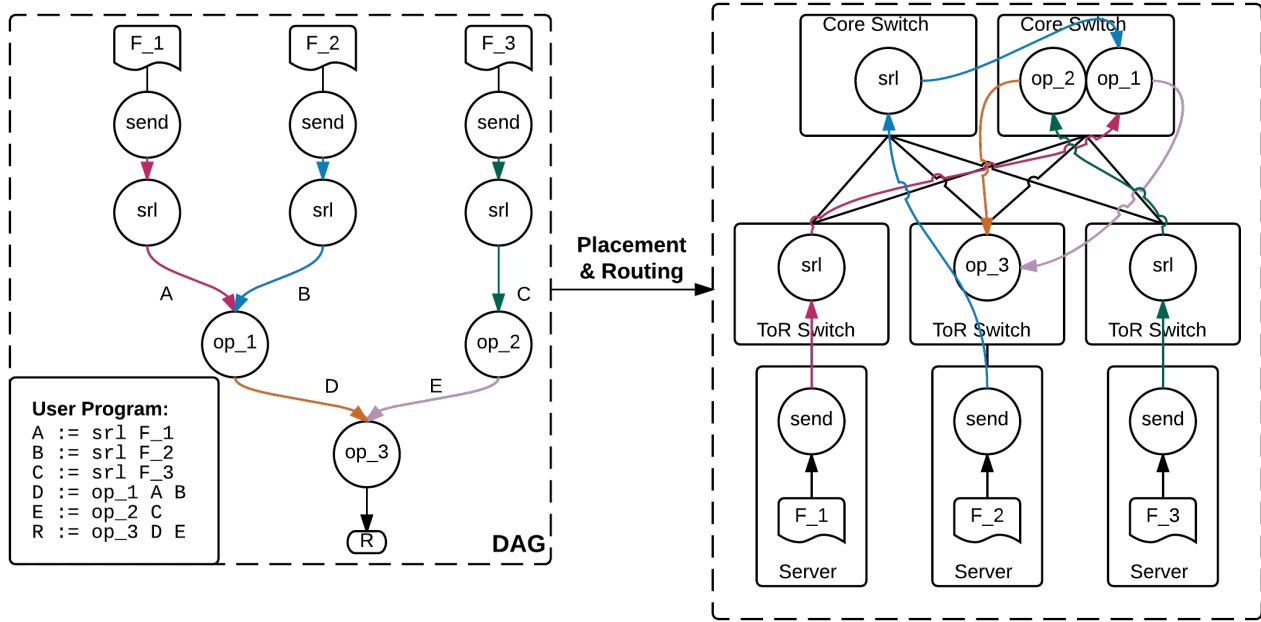 F_1
F_2
F_3
send
send
send
srl
srl
srl
A
B
C
op_1
op_2
D
E
op_3
R
User Program:
A := srl F_1
B := srl F_2
C := srl F_3
D := op_1 A B
E := op_2 C
R := op_3 D E
DAG
Placement
& Routing
Core Switch
Core Switch
srl
op_2
op_1
srl
op_3
srl
ToR Switch
ToR Switch
ToR Switch
send
send
send
F_1
F_2
F_3
Server
Server
Server